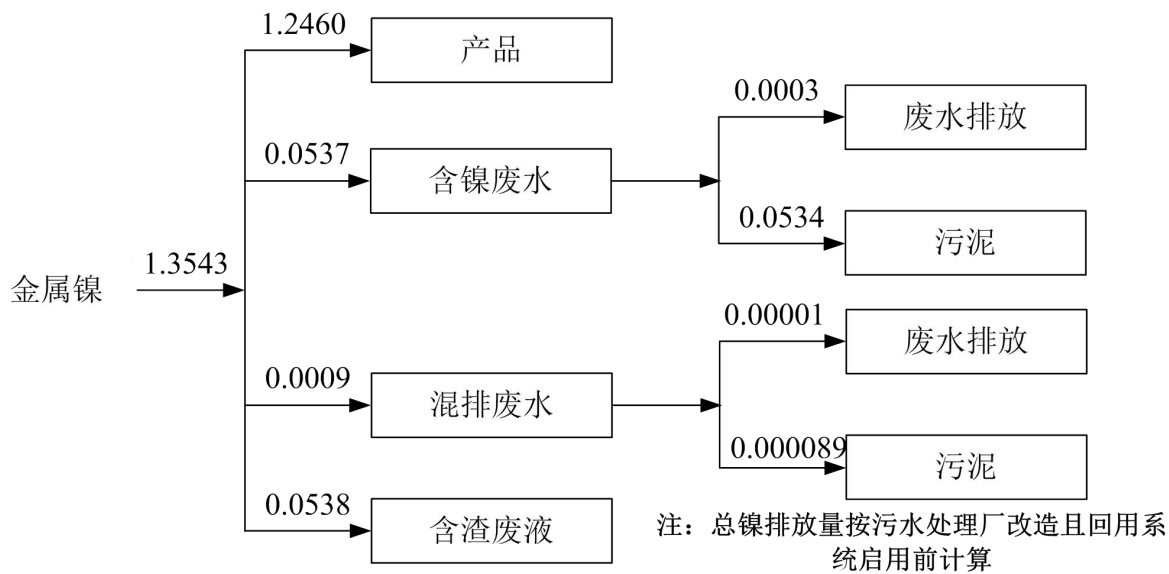 1.2460
产品
0.0003
废水排放
0.0537
含镍废水
0.0534
污泥
1.3543
金属镍
0.00001
废水排放
0.0009
混排废水
0.000089
污泥
0.0538
含渣废液
注：总镍排放量按污水处理厂改造且回用系
统启用前计算